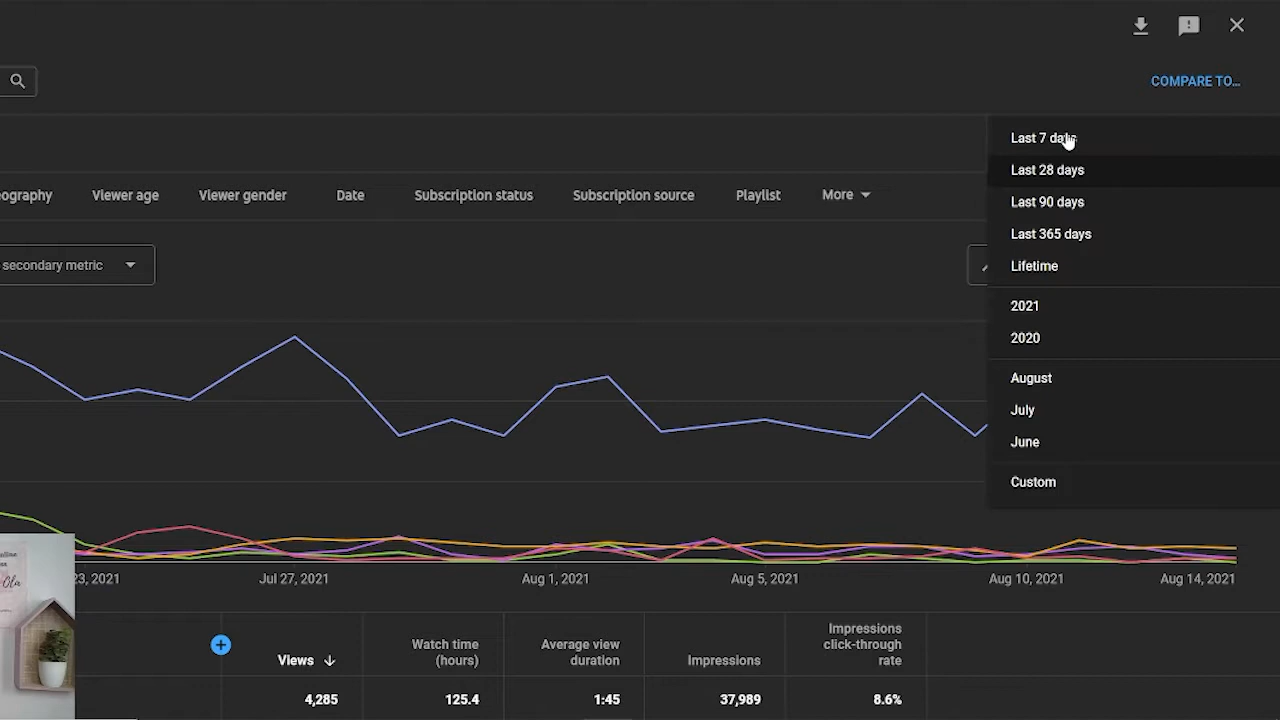 COMPARE TO...
Last 7 days
Last 28 days
Last 90 days
Last 365 days
Lifetime
2021
2020
August
July
June
Custom
eography Viewer age Viewer gender Date Subscription status Subscription source Playlist More
secondary metric
23, 2021 Jul 27, 2021 Aug 1, 2021 Aug 5, 2021 Aug 10, 2021 Aug 14, 2021
Views
Watch time
(hours)
Average view
duration
Impressions
Impressions
click-through
rate
4,285 125.4 1:45 37,989 8.6%